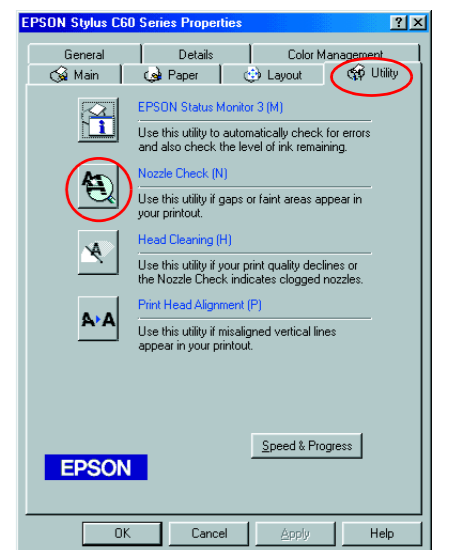 EPSON Stylus C60 Series Properties
General Details Color Management
Main Paper Layout Utility
EPSON Status Monitor 3 (M)
Use this utility to automatically check for errors
and also check the level of ink remaining.
Nozzle Check (N)
Use this utility if gaps or faint areas appear in
your printout.
Head Cleaning (H)
Use this utility if your print quality declines or
the Nozzle Check indicates clogged nozzles.
Print Head Alignment (P)
Use this utility if misaligned vertical lines
appear in your printout.
Speed & Progress
EPSON
OK Cancel Apply Help